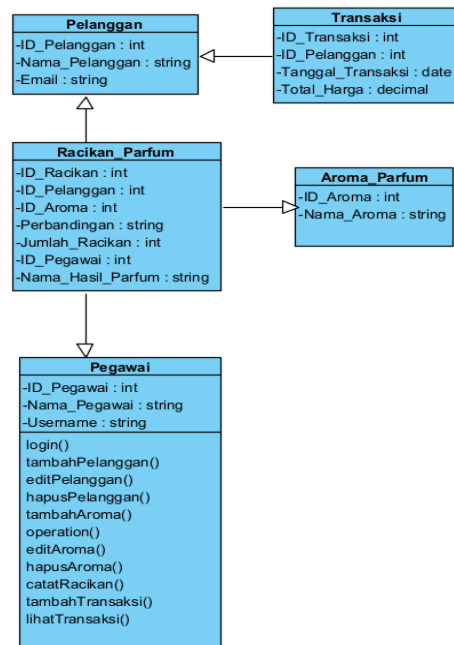 Pelanggan
-ID_Pelanggan : int
-Nama_Pelanggan : string
-Email : string
Transaksi
-ID_Transaksi : int
-ID_Pelanggan : int
-Tanggal_Transaksi : date
-Total_Harga : decimal
Racikan_Parfum
-ID_Racikan : int
-ID_Pelanggan : int
-ID_Aroma : int
-Perbandingan : string
-Jumlah_Racikan : int
-ID_Pegawai : int
-Nama_Hasil_Parfum : string
Aroma_Parfum
-ID_Aroma : int
-Nama_Aroma : string
Pegawai
-ID_Pegawai : int
-Nama_Pegawai : string
-Username : string
login()
tambahPelanggan()
editPelanggan()
hapusPelanggan()
tambahAroma()
operation()
editAroma()
hapusAroma()
catatRacikan()
tambahTransaksi()
lihatTransaksi()